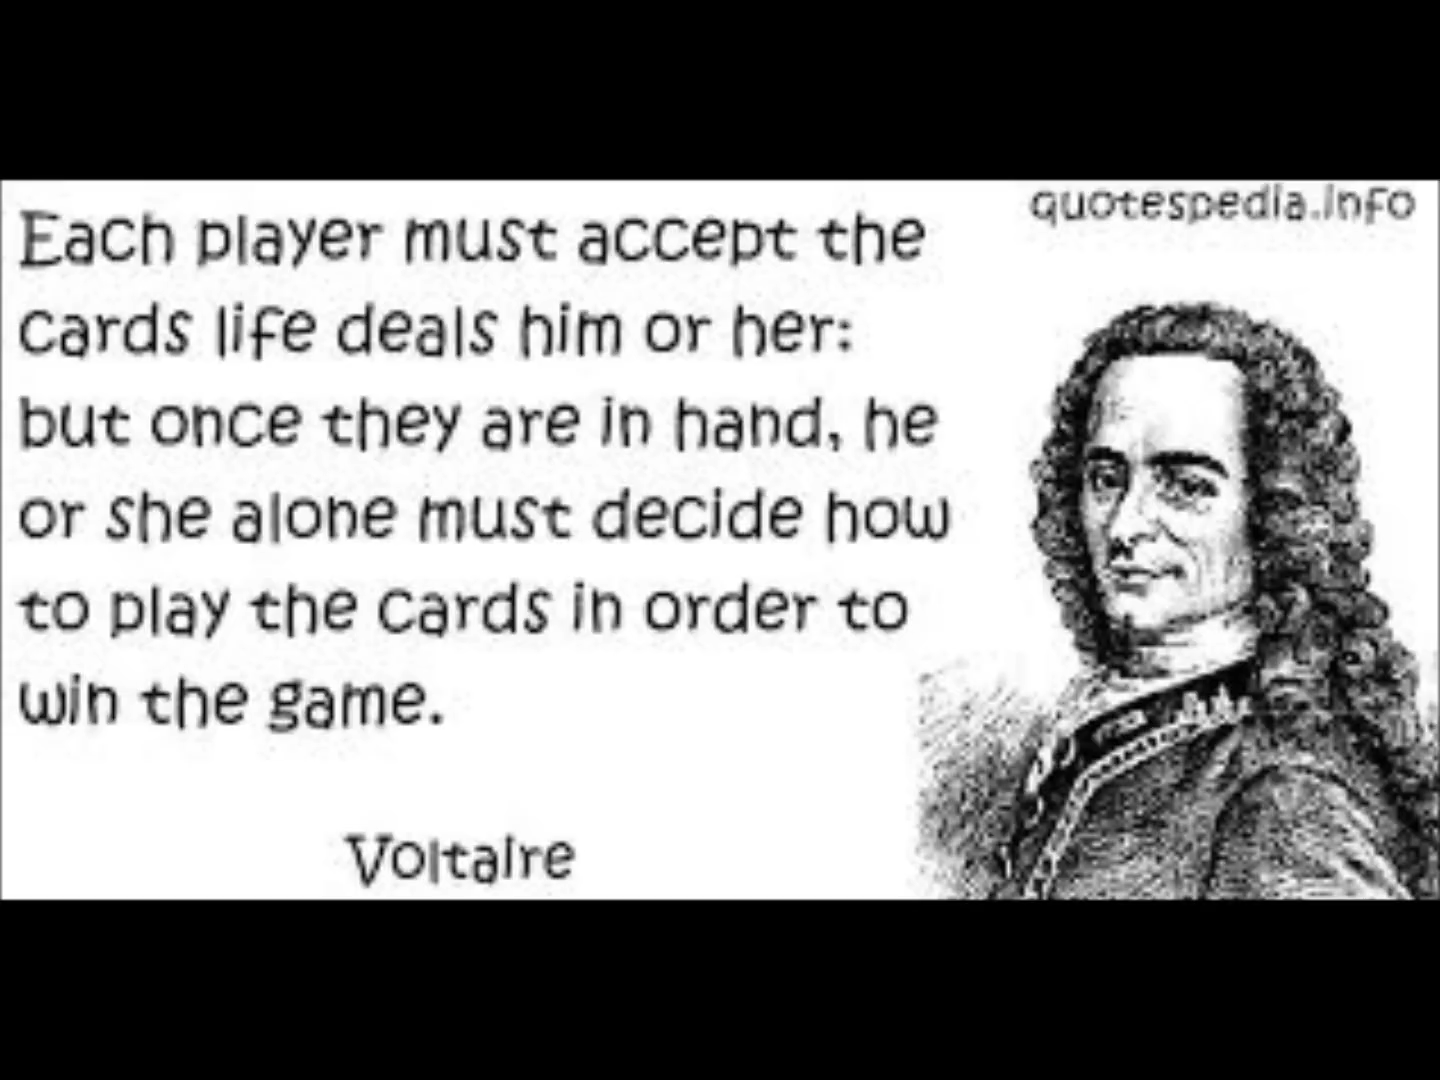 quotespedia.info
Each player must accept the
cards life deals him or her:
but once they are in hand, he
or she alone must decide how
to play the cards in order to
win the game.
Voltaire